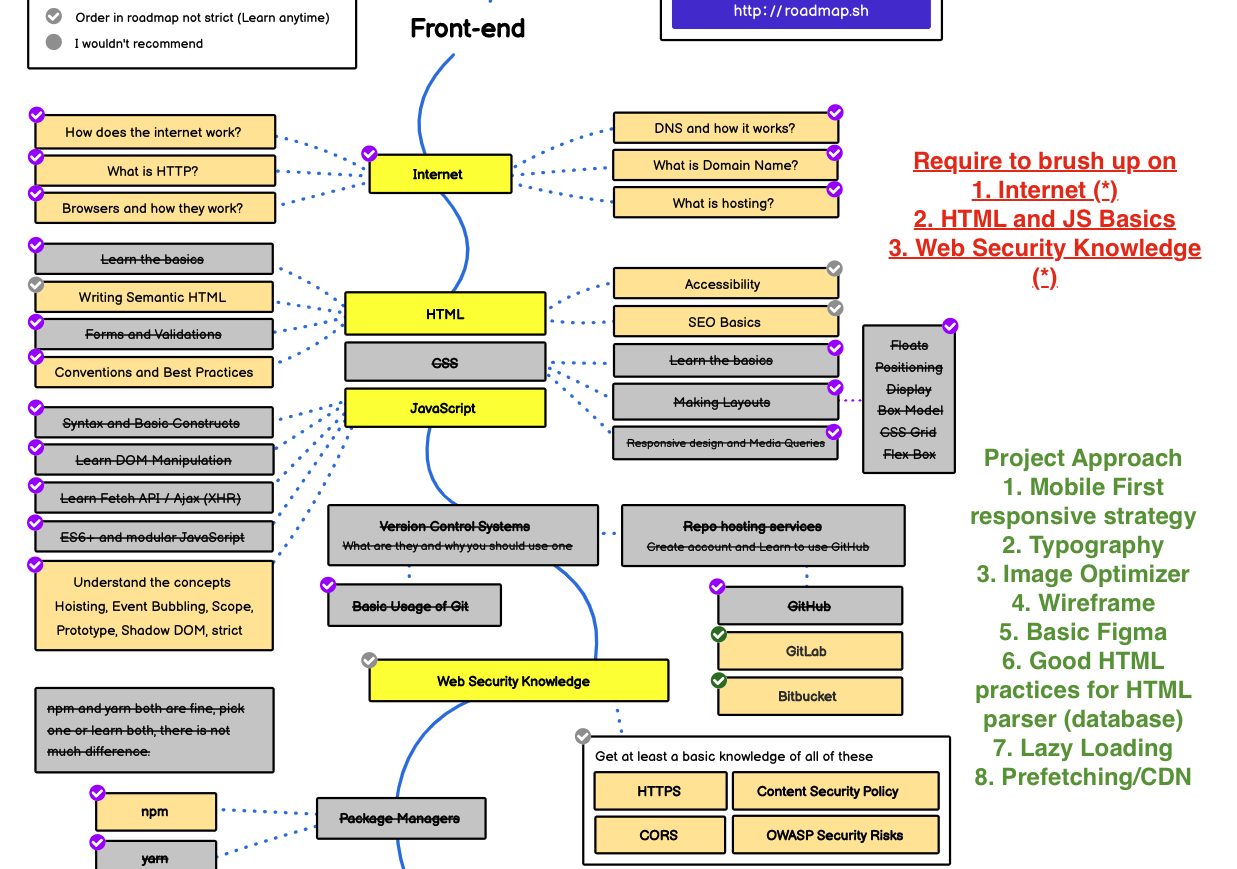 Order in roadmap not strict (Learn anytime)
I wouldn't recommend
Front-end
http://roadmap.sh
How does the internet work?
What is HTTP?
Browsers and how they work?
Internet
DNS and how it works?
What is Domain Name?
What is hosting?
Require to brush up on
1. Internet (*)
2. HTML and JS Basics
3. Web Security Knowledge
(*)
Learn the basics
Writing Semantic HTML
Forms and Validations
Conventions and Best Practices
HTML
CSS
JavaScript
Accessibility
SEO Basics
Learn the basics
Making Layouts
Responsive design and Media Queries
Floats
Positioning
Display
Box Model
CSS Grid
Flex Box
Syntax and Basic Constructs
Learn DOM Manipulation
Learn Fetch API / Ajax (XHR)
ES6+ and modular JavaScript
Understand the concepts
Hoisting, Event Bubbling, Scope,
Prototype, Shadow DOM, strict
Version Control Systems
What are they and why you should use one
Repo hosting services
Create account and Learn to use GitHub
Basic Usage of Git
GitHub
GitLab
Bitbucket
Project Approach
1. Mobile First
responsive strategy
2. Typography
3. Image Optimizer
4. Wireframe
5. Basic Figma
6. Good HTML
practices for HTML
parser (database)
7. Lazy Loading
8. Prefetching/CDN
Web Security Knowledge
Get at least a basic knowledge of all of these
HTTPS
Content Security Policy
CORS
OWASP Security Risks
npm and yarn both are fine, pick
one or learn both, there is not
much difference.
npm
yarn
Package Managers